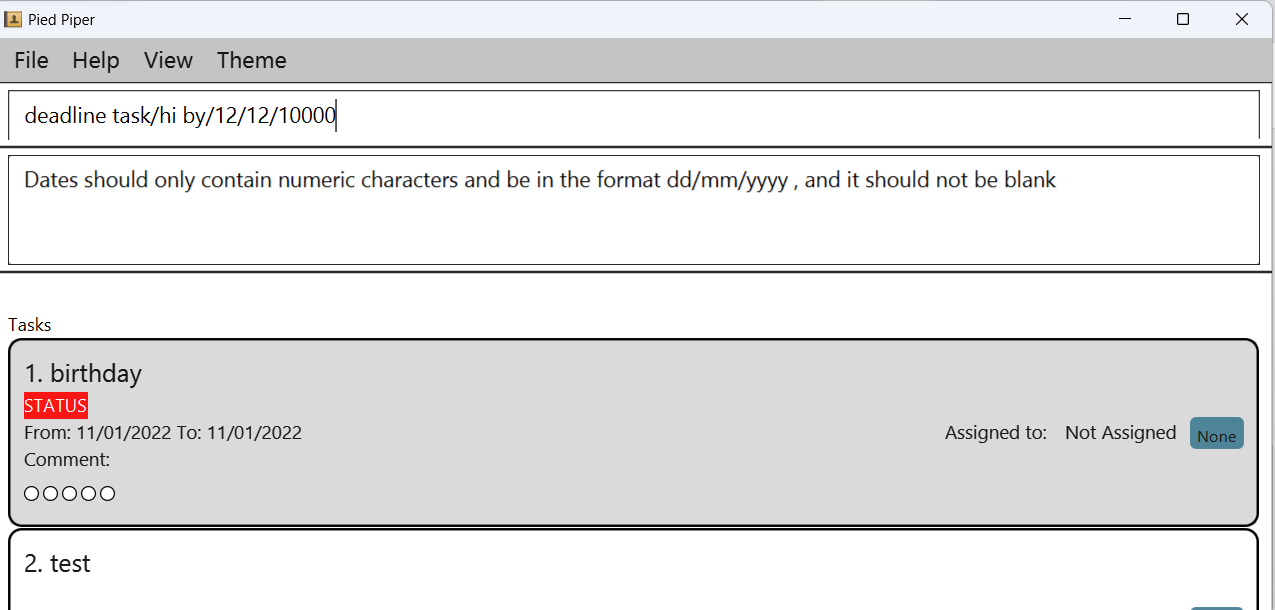 Pied Piper
File Help View Theme
deadline task/hi by/12/12/10000
Dates should only contain numeric characters and be in the format dd/mm/yyyy , and it should not be blank
Tasks
1. birthday
STATUS
From: 11/01/2022 To: 11/01/2022 Assigned to: Not Assigned None
Comment:
2. test